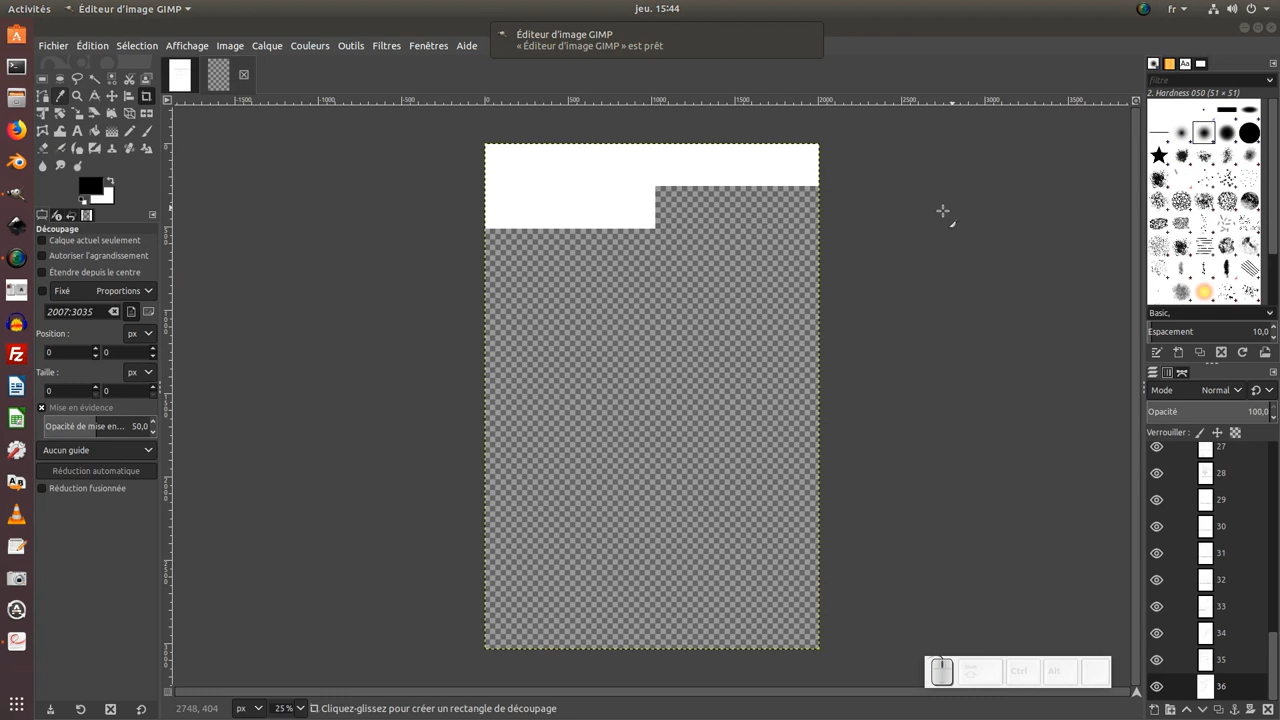 Activités
Éditeur d'image GIMP
jeu. 15:44
fr
Éditeur d'image GIMP
« Éditeur d'image GIMP » est prêt
Fichier Édition Sélection Affichage Image Calque Couleurs Outils Filtres Fenêtres Aide
filtre
2. Hardness 050 (51 × 51)
-1500 -1000 -500 0 500 1000 1500 2000 2500 3000 3500
Découpage
Calque actuel seulement
Autoriser l'agrandissement
Étendre depuis le centre
Fixé Proportions
2007:3035
Position : px
0 0
Taille : px
0 0
Mise en évidence
Opacité de mise en… 50,0
Aucun guide
Réduction automatique
Réduction fusionnée
Basic,
Espacement 10,0
Mode Normal
Opacité 100,0
Verrouiller :
27
28
29
30
31
32
33
34
35
36
Ctrl Alt
2748, 404 px 25 % Cliquez-glissez pour créer un rectangle de découpage